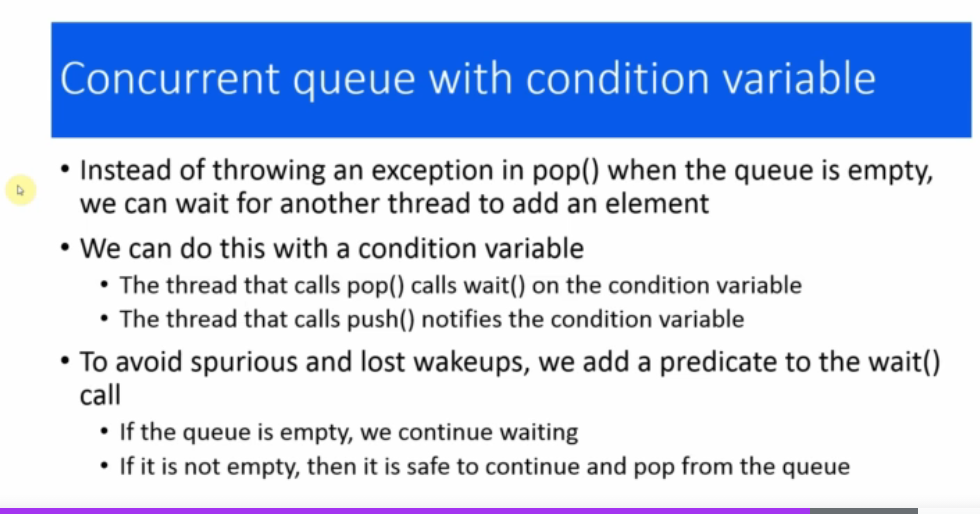 Concurrent queue with condition variable
• Instead of throwing an exception in pop() when the queue is empty,
we can wait for another thread to add an element
• We can do this with a condition variable
• The thread that calls pop() calls wait() on the condition variable
• The thread that calls push() notifies the condition variable
• To avoid spurious and lost wakeups, we add a predicate to the wait()
call
• If the queue is empty, we continue waiting
• If it is not empty, then it is safe to continue and pop from the queue